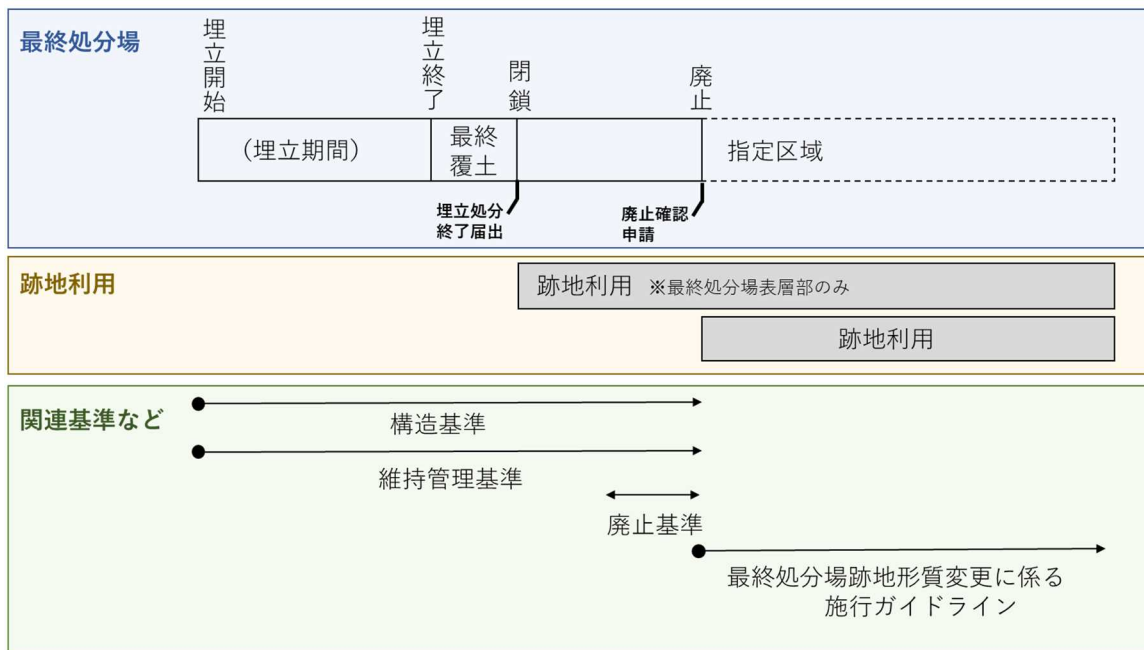 最終処分場
埋立開始
埋立終了
閉鎖
廃止
（埋立期間）
最終
覆土
指定区域
埋立処分
終了届出
廃止確認
申請
跡地利用
跡地利用 ※最終処分場表層部のみ
跡地利用
関連基準など
構造基準
維持管理基準
廃止基準
最終処分場跡地形質変更に係る
施行ガイドライン